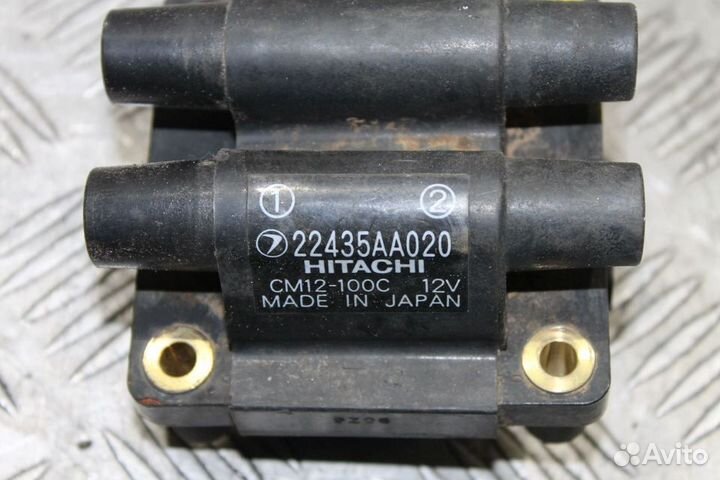 ① ②
22435AA020
HITACHI
CM12-100C 12V
MADE IN JAPAN
Avito